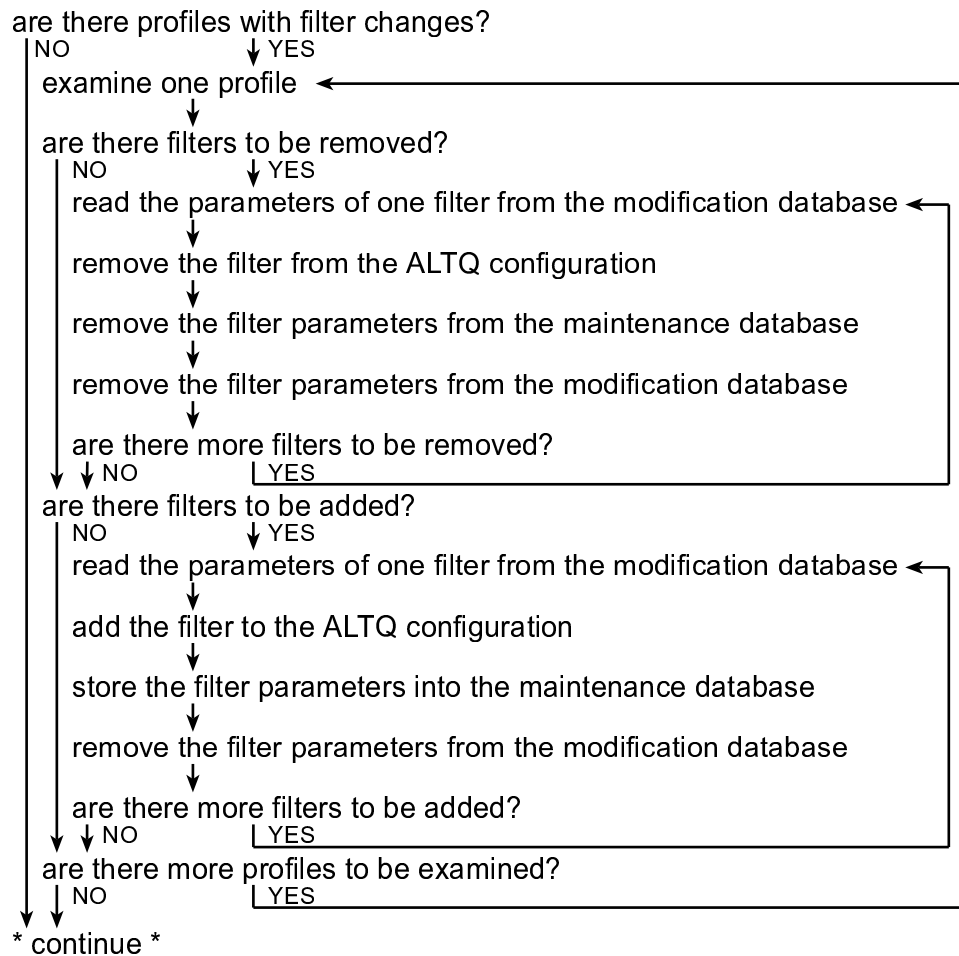 are there profiles with filter changes?
NO YES
examine one profile
are there filters to be removed?
NO YES
read the parameters of one filter from the modification database
remove the filter from the ALTQ configuration
remove the filter parameters from the maintenance database
remove the filter parameters from the modification database
are there more filters to be removed?
NO YES
are there filters to be added?
NO YES
read the parameters of one filter from the modification database
add the filter to the ALTQ configuration
store the filter parameters into the maintenance database
remove the filter parameters from the modification database
are there more filters to be added?
NO YES
are there more profiles to be examined?
NO YES
* continue *